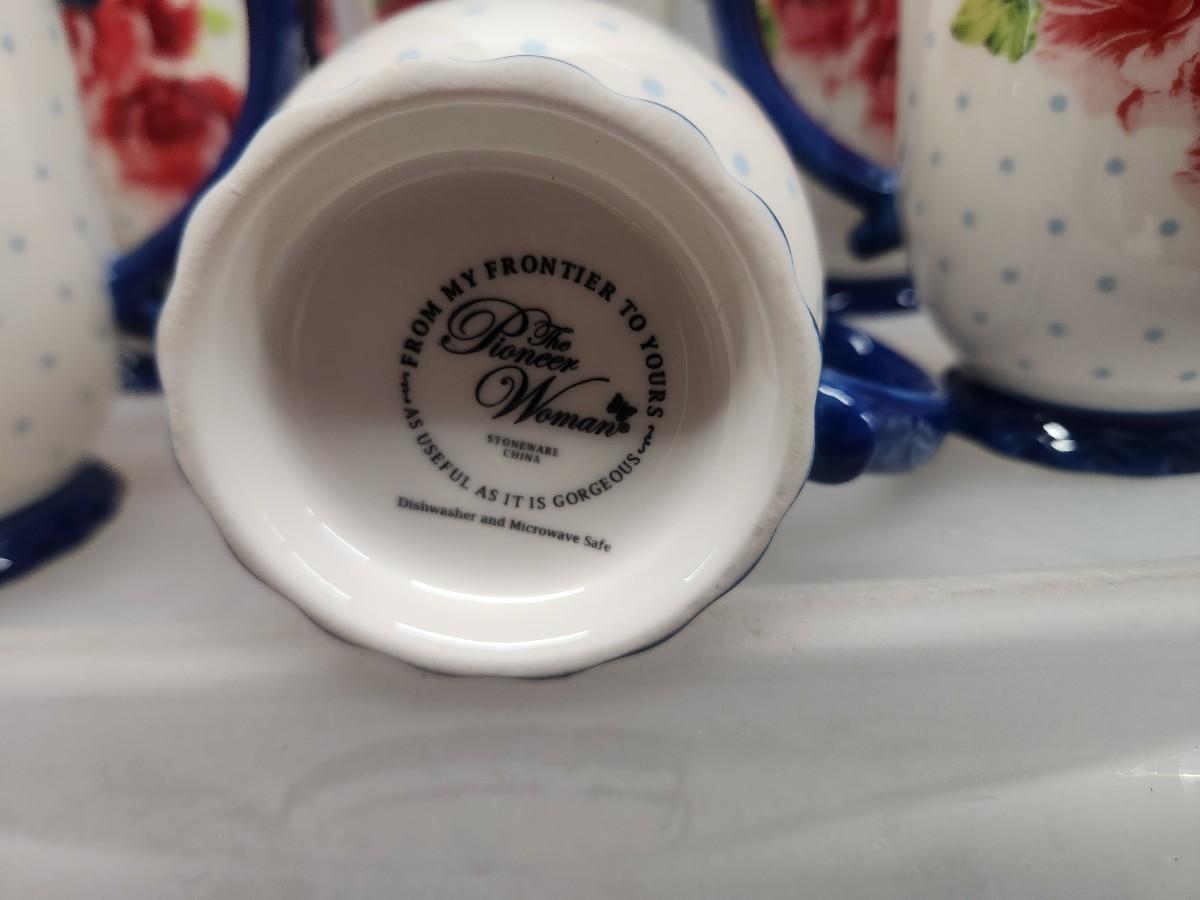 FROM MY FRONTIER TO YOURS
The
Pioneer
Woman®
STONEWARE
CHINA
AS USEFUL AS IT IS GORGEOUS
Dishwasher and Microwave Safe